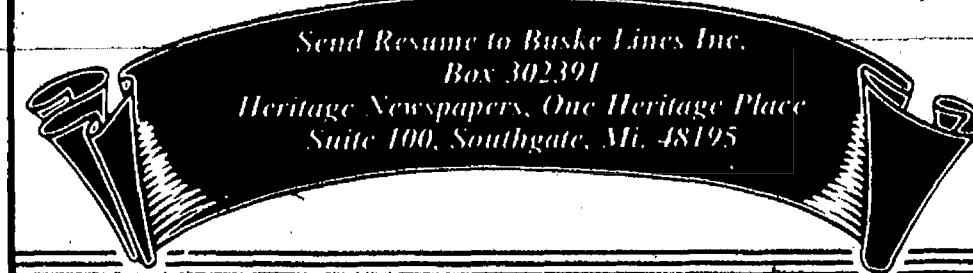 Send Resume to Buske Lines Inc.
Box 302391
Heritage Newspapers, One Heritage Place
Suite 100, Southgate, Mi. 48195